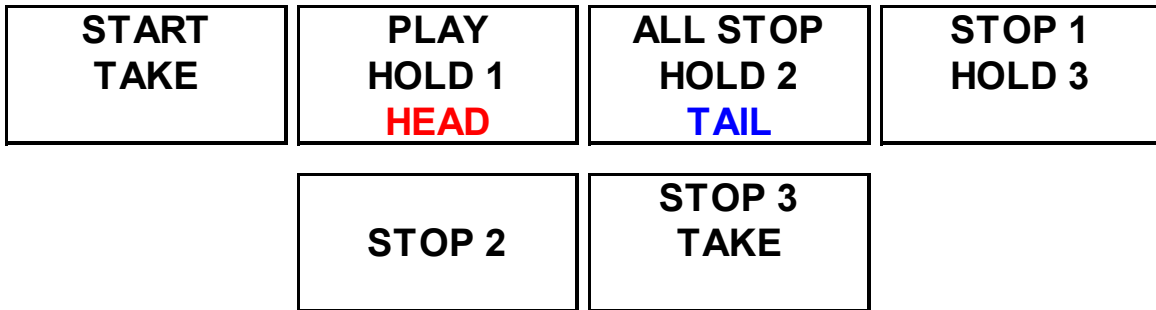 START
TAKE
PLAY
HOLD 1
HEAD
ALL STOP
HOLD 2
TAIL
STOP 1
HOLD 3
STOP 2
STOP 3
TAKE